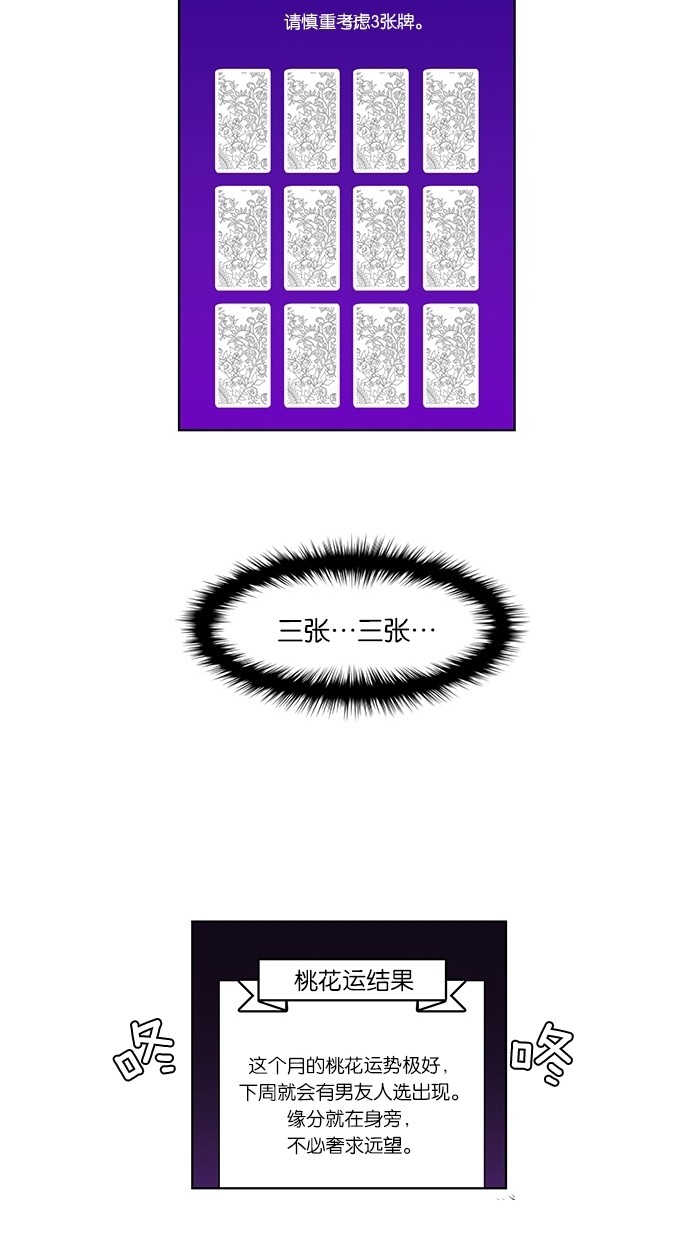 请慎重考虑3张牌。
三张…三张…
桃花运结果
咚 咚
这个月的桃花运势极好，
下周就会有男友人选出现。
缘分就在身旁，
不必奢求远望。